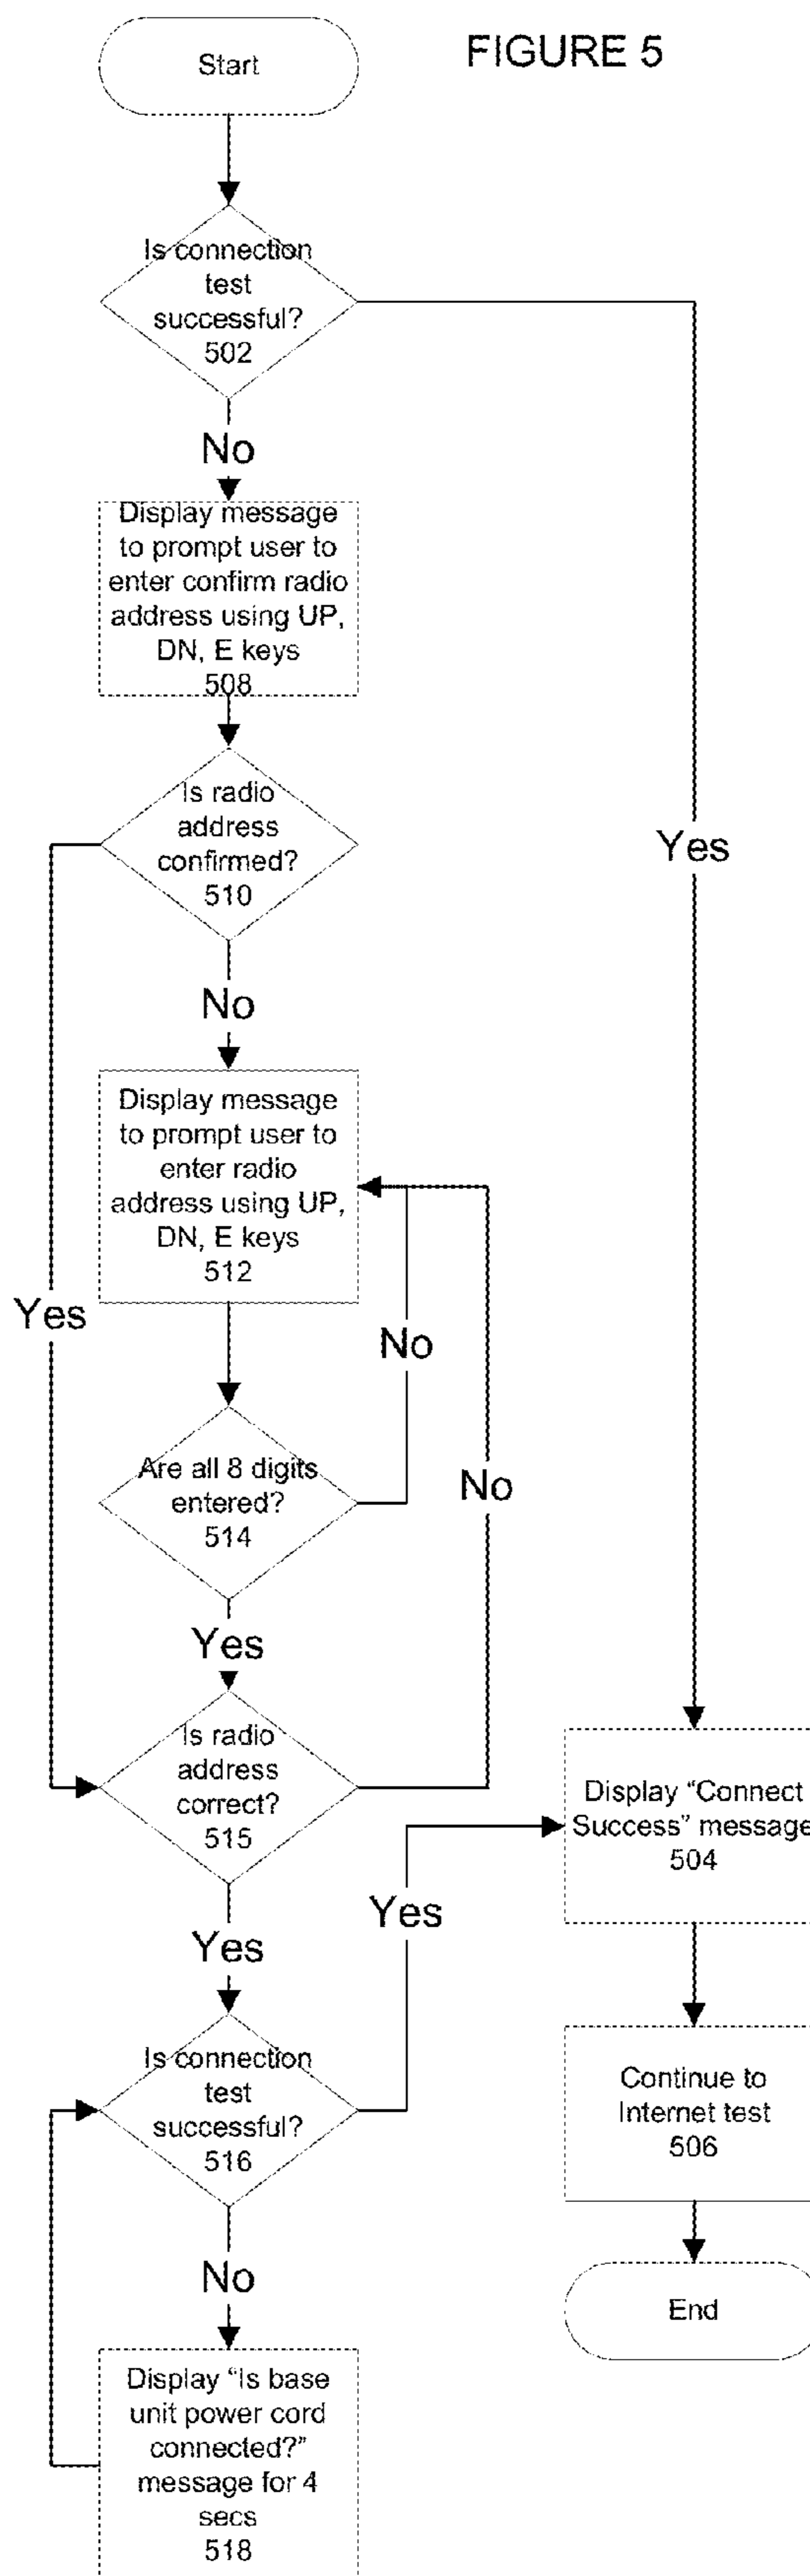 FIGURE 5
Start
Is connection
test
successful?
502
No
Display message
to prompt user to
enter confirm radio
address using UP,
DN, E keys
508
Is radio
address
confirmed?
510
Yes
No
Display message
to prompt user to
enter radio
address using UP,
DN, E keys
512
Yes
No
Are all 8 digits
entered?
514
No
Yes
Is radio
address
correct?
515
Display “Connect
Success” message
504
Yes
Yes
Is connection
test
successful?
516
Continue to
Internet test
506
No
End
Display “Is base
unit power cord
connected?”
message for 4
secs
518